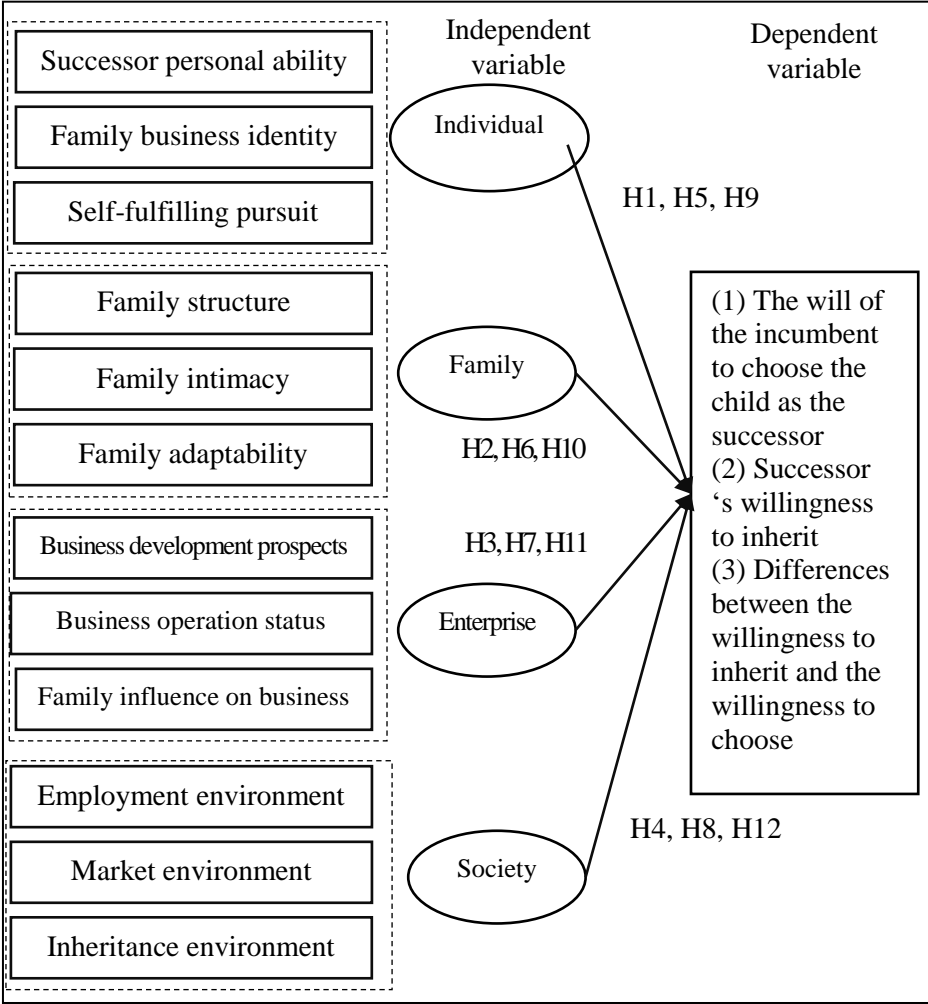 Independent
variable
Dependent
variable
Successor personal ability
Family business identity
Self-fulfilling pursuit
Individual
H1, H5, H9
Family structure
Family intimacy
Family adaptability
Family
H2, H6, H10
Business development prospects
Business operation status
Family influence on business
H3, H7, H11
Enterprise
Employment environment
Market environment
Inheritance environment
Society
H4, H8, H12
(1) The will
of the
incumbent
to choose the
child as the
successor
(2) Successor
‘s willingness
to inherit
(3) Differences
between the
willingness to
inherit and the
willingness to
choose